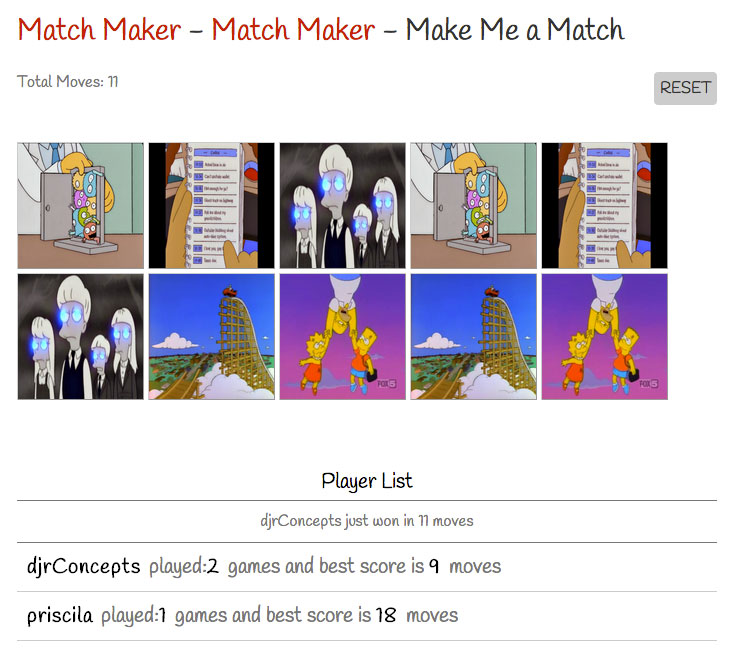 Match Maker - Match Maker - Make Me a Match
Total Moves: 11
RESET
FOX5
FOX5
Player List
djrConcepts just won in 11 moves
djrConcepts played:2 games and best score is 9 moves
priscila played:1 games and best score is 18 moves